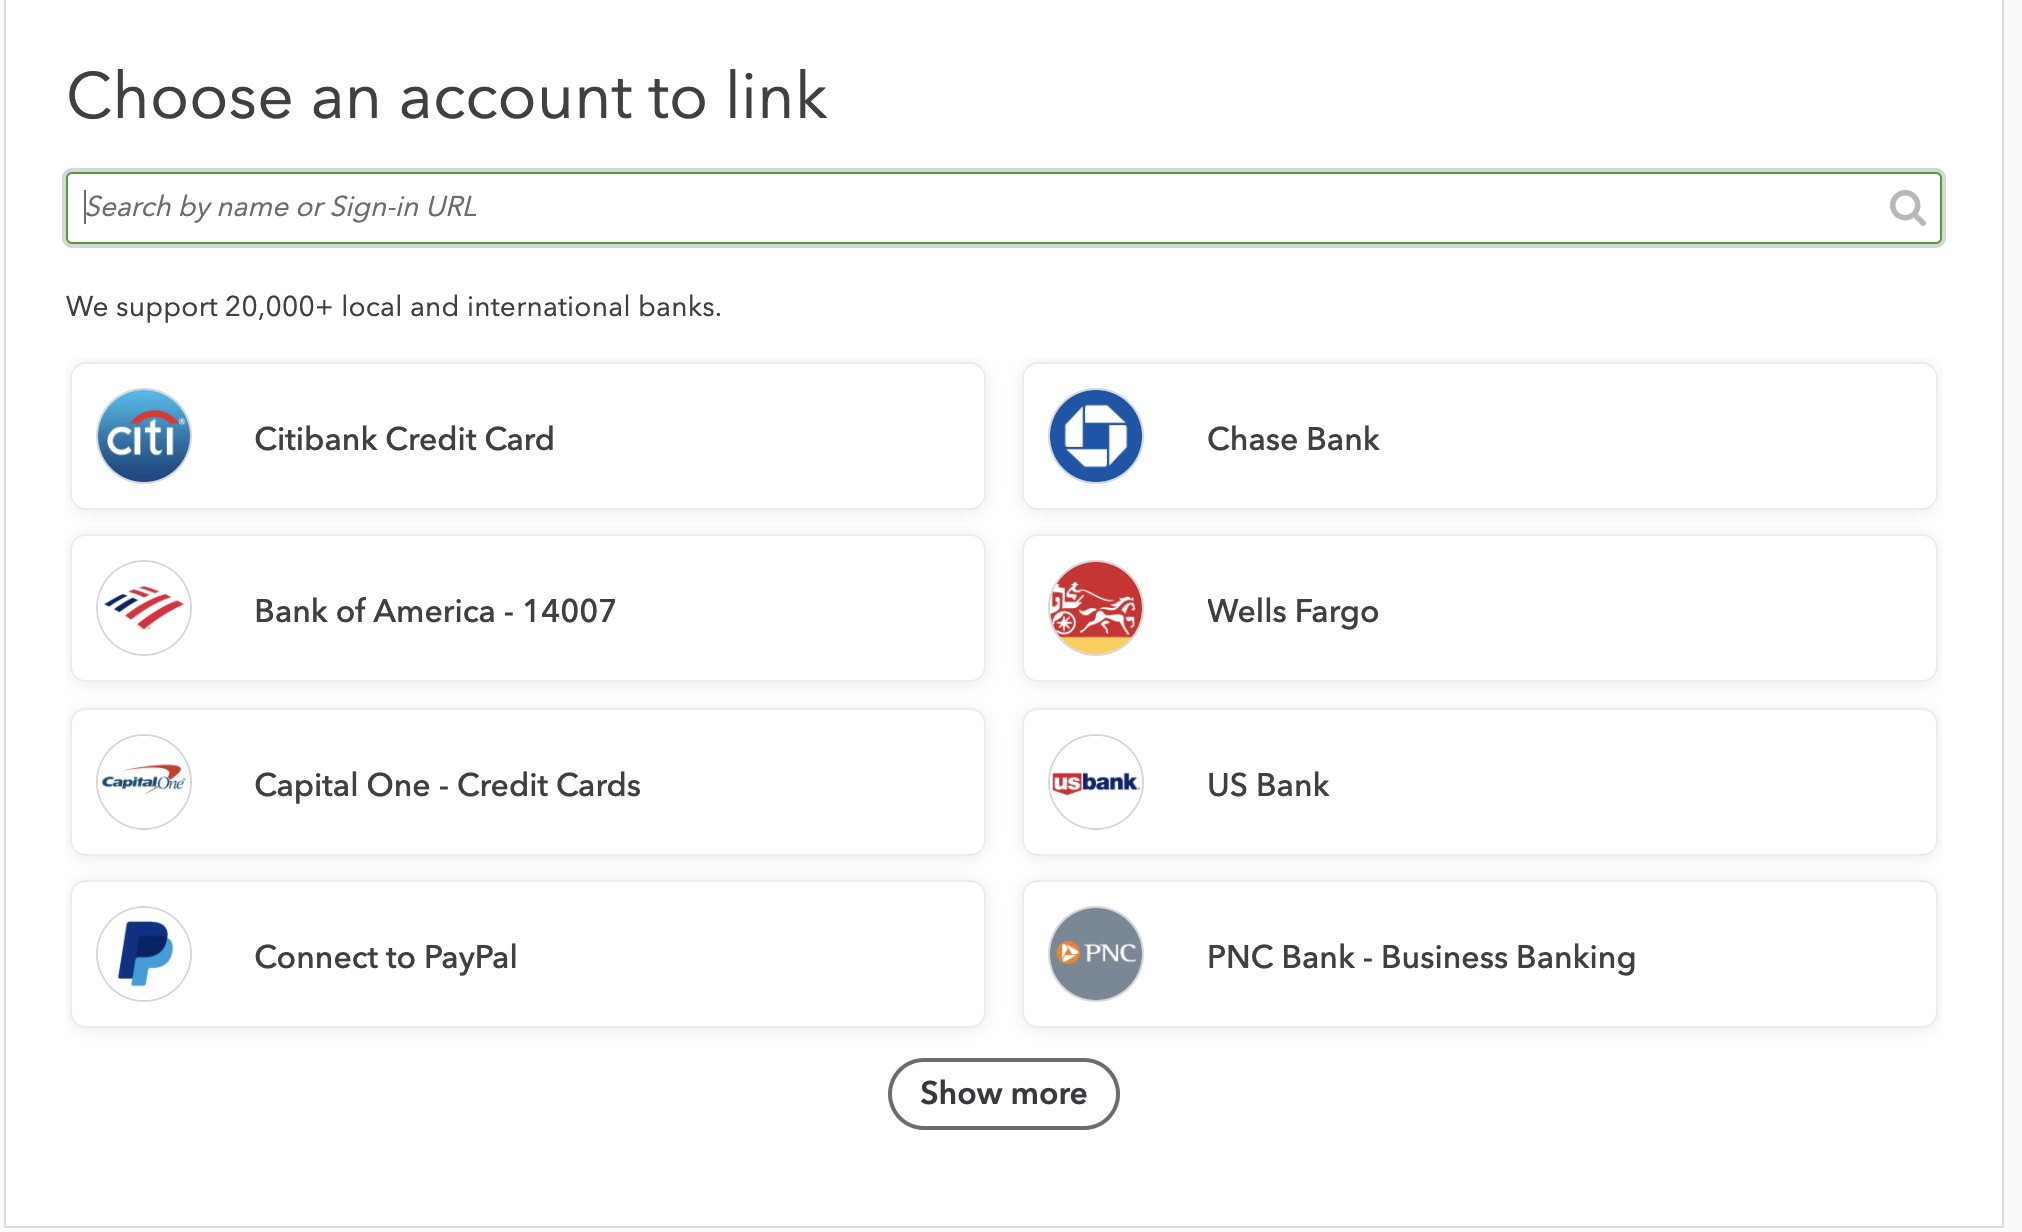 Choose an account to link
Search by name or Sign-in URL
We support 20,000+ local and international banks.
citi
Citibank Credit Card
Chase Bank
Bank of America - 14007
Wells Fargo
CapitalOne
Capital One - Credit Cards
usbank
US Bank
Connect to PayPal
PNC
PNC Bank - Business Banking
Show more